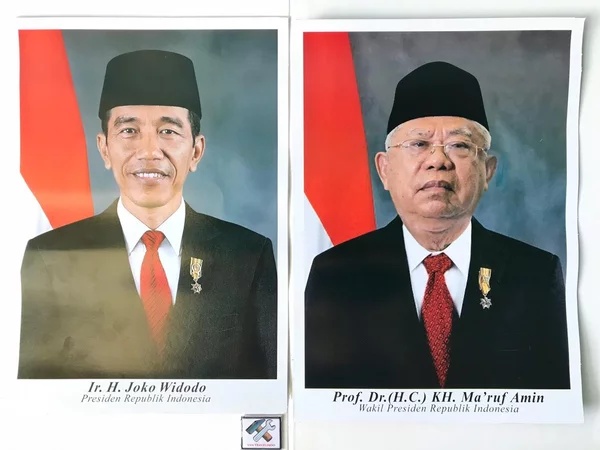 Ir. H. Joko Widodo
Presiden Republik Indonesia
Prof. Dr.(H.C.) KH. Ma'ruf Amin
Wakil Presiden Republik Indonesia